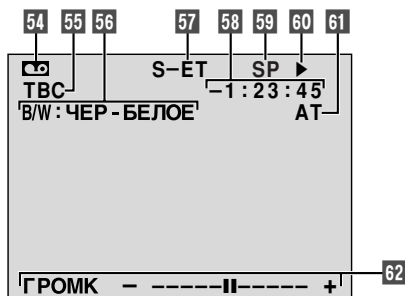 54 55 56 57 58 59 60 61
S-ET SP
TBC -1:23:45
B/W : ЧЕР - БЕЛОЕ AT
62
ГРОМК - -----II----- +